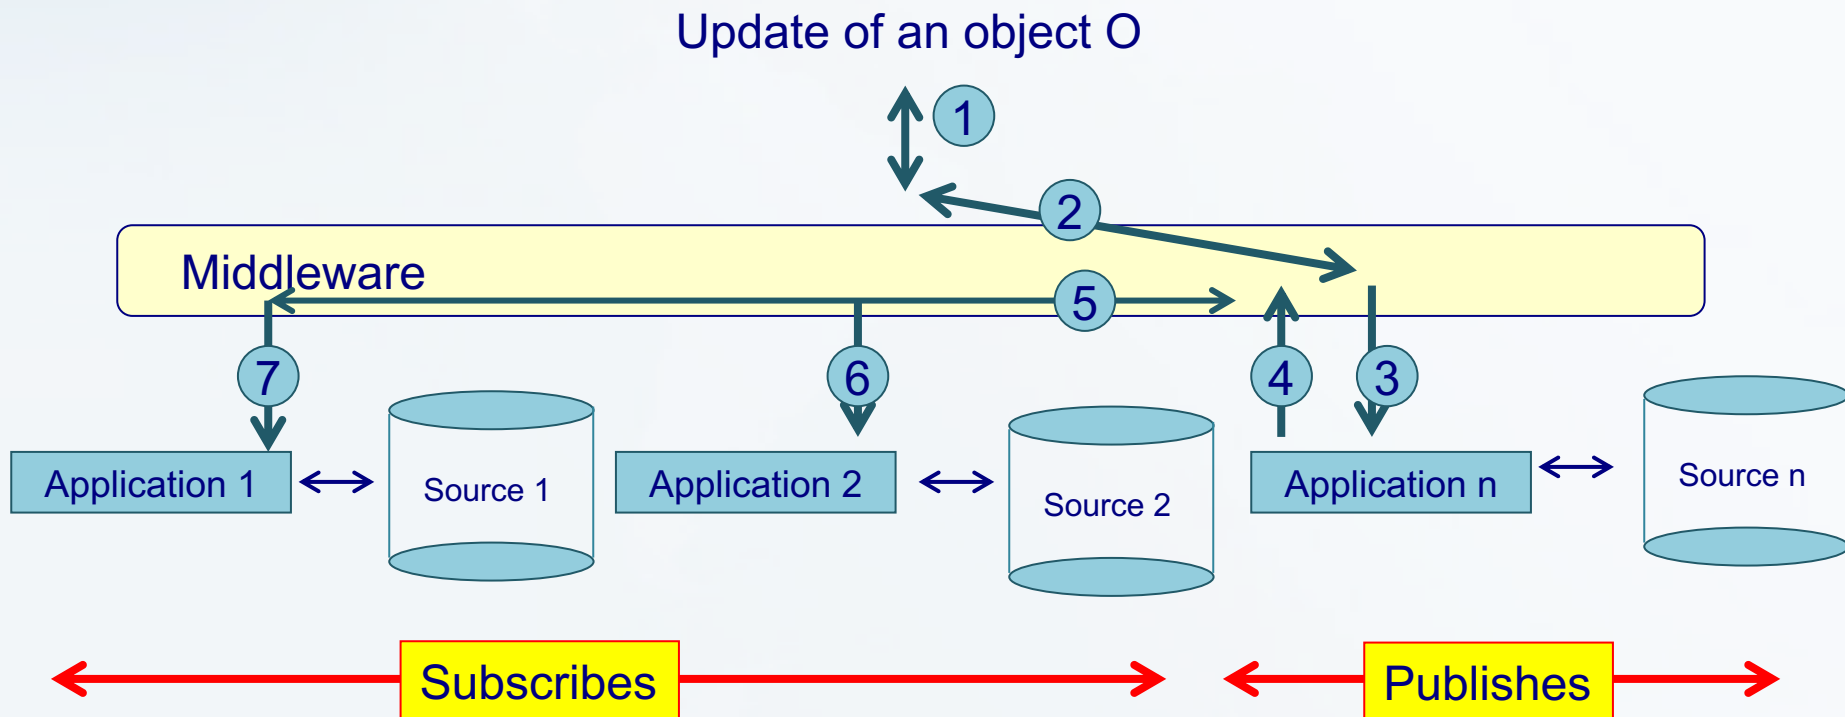 Update of an object O
1
2
Middleware
5
7
6
4
3
Application 1
Source 1
Application 2
Source 2
Application n
Source n
Subscribes
Publishes